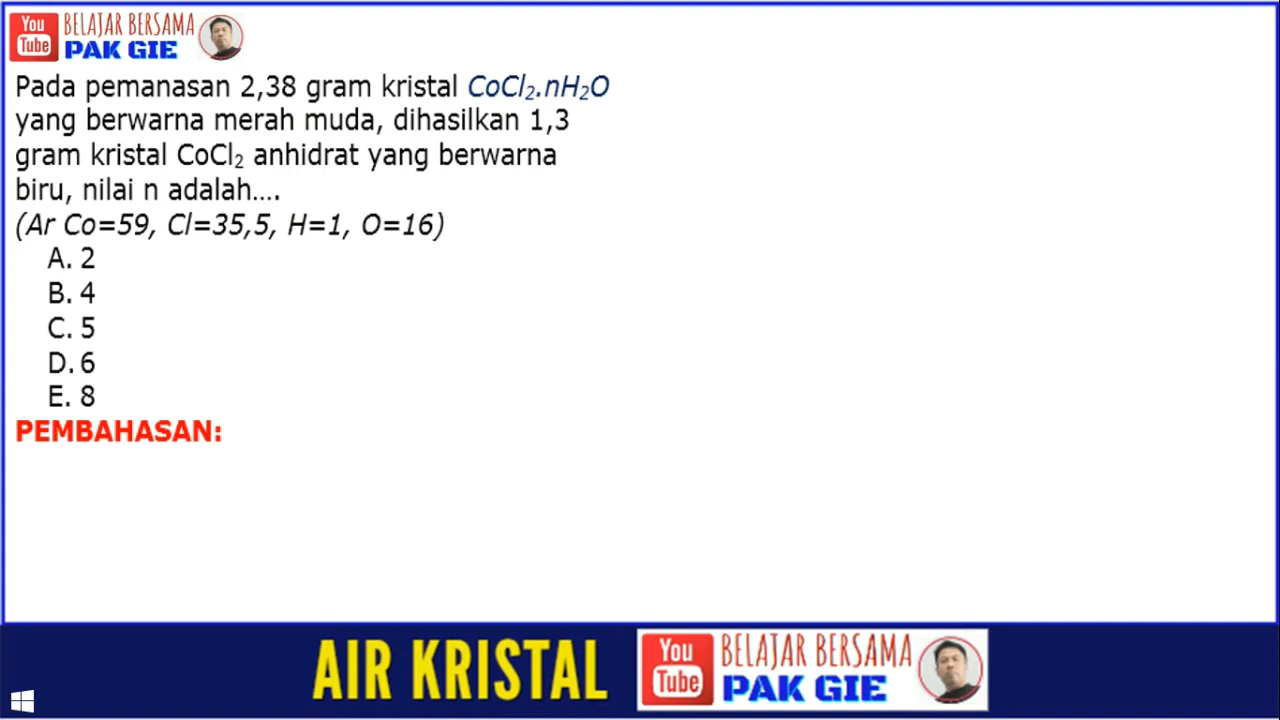 You
Tube
BELAJAR BERSAMA
PAK GIE
Pada pemanasan 2,38 gram kristal CoCl₂.nH₂O
yang berwarna merah muda, dihasilkan 1,3
gram kristal CoCl₂ anhidrat yang berwarna
biru, nilai n adalah....
(Ar Co=59, Cl=35,5, H=1, O=16)
A. 2
B. 4
C. 5
D. 6
E. 8
PEMBAHASAN:
AIR KRISTAL
You
Tube
BELAJAR BERSAMA
PAK GIE